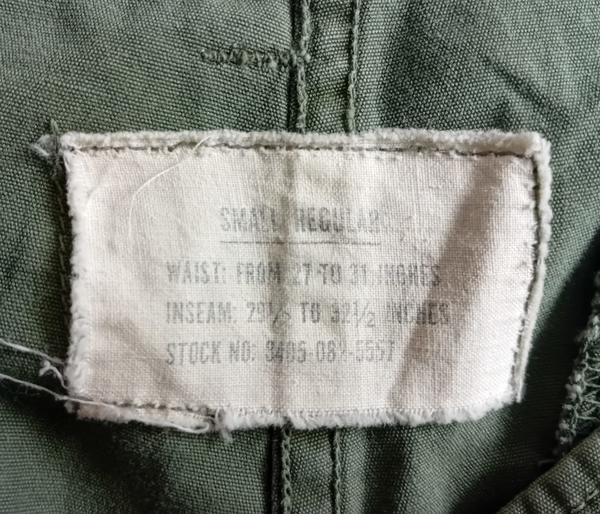 SMALL REGULAR
WAIST: FROM 27 TO 31 INCHES
INSEAM: 29½ TO 32½ INCHES
STOCK NO: